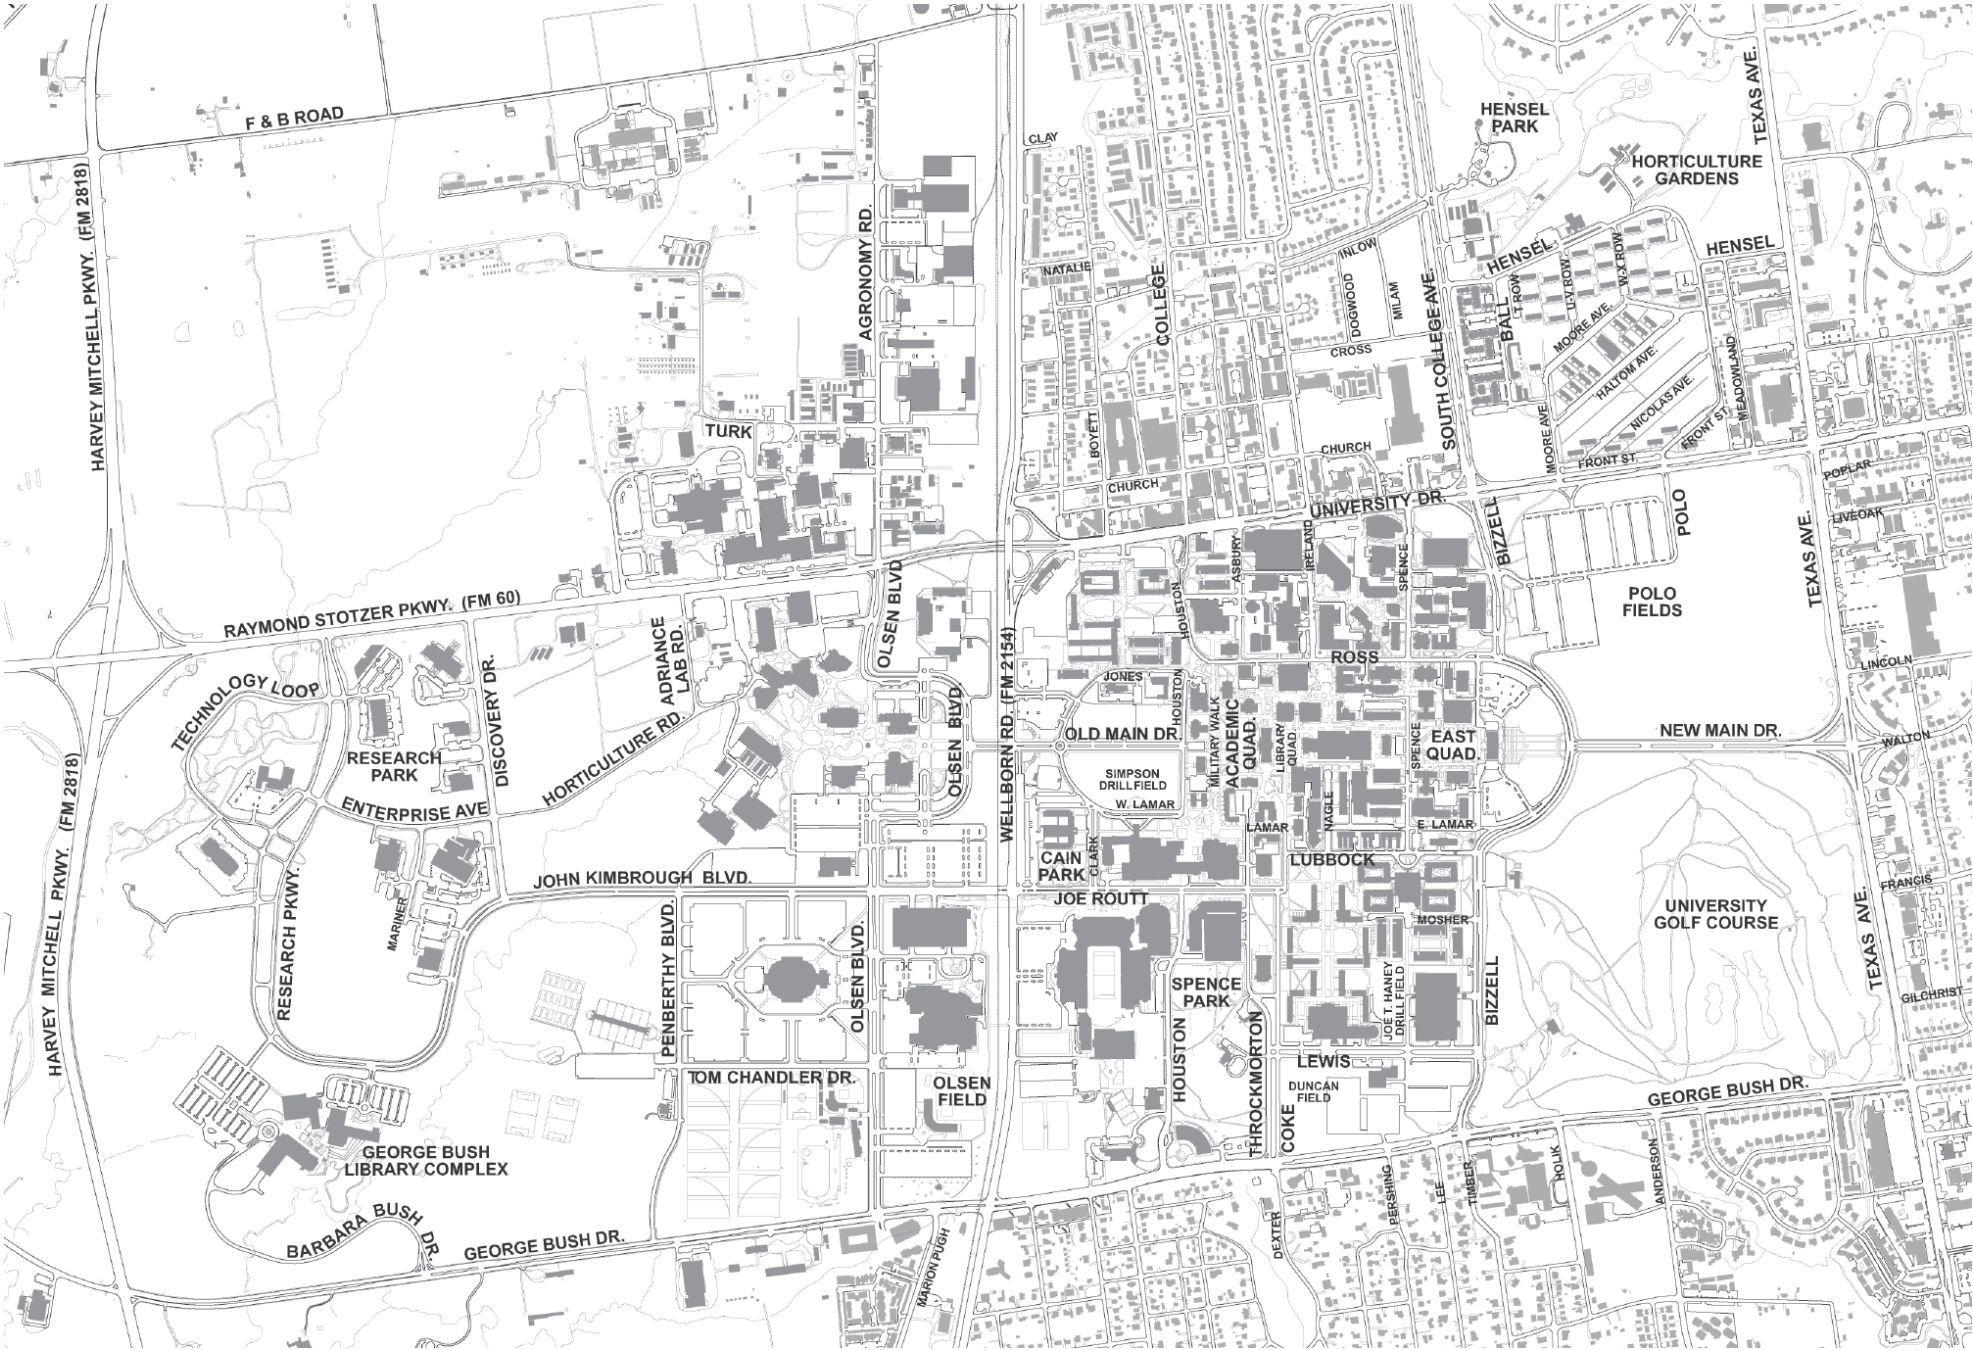 F & B ROAD
HARVEY MITCHELL PKWY. (FM 2818)
AGRONOMY RD.
CLAY
NATALIE
COLLEGE
INLOW
DOGWOOD
MILAM
CROSS
SOUTH COLLEGE AVE.
HENSEL
PARK
HORTICULTURE
GARDENS
TEXAS AVE.
HENSEL
HENSEL
BALL
T ROW
U-V ROW
W-X ROW
MOORE AVE.
HALTOM AVE.
NICOLAS AVE.
MEADOWLAND
FRONT ST.
MOORE AVE.
FRONT ST.
TURK
BOYETT
CHURCH
CHURCH
UNIVERSITY DR.
BIZZELL
POLO
POPLAR
LIVEOAK
TEXAS AVE.
POLO
FIELDS
LINCOLN
RAYMOND STOTZER PKWY. (FM 60)
ADRIANCE
LAB RD.
OLSEN BLVD
WELLBORN RD. (FM 2154)
HOUSTON
ASBURY
IRELAND
SPENCE
ROSS
TECHNOLOGY LOOP
DISCOVERY DR.
RESEARCH
PARK
HORTICULTURE RD.
ENTERPRISE AVE
OLSEN BLVD.
JONES
HOUSTON
OLD MAIN DR.
MILITARY WALK
ACADEMIC
QUAD.
LIBRARY
QUAD.
SPENCE
EAST
QUAD.
NEW MAIN DR.
WALTON
SIMPSON
DRILLFIELD
W. LAMAR
LAMAR
NAGLE
E. LAMAR
HARVEY MITCHELL PKWY. (FM 2818)
CAIN
PARK
CLARK
LUBBOCK
JOHN KIMBROUGH BLVD.
JOE ROUTT
MOSHER
UNIVERSITY
GOLF COURSE
FRANCIS
TEXAS AVE.
RESEARCH PKWY.
MARINER
PENBERTHY BLVD.
OLSEN BLVD.
SPENCE
PARK
JOE T. HANEY
DRILL FIELD
BIZZELL
GILCHRIST
HOUSTON
THROCKMORTON
LEWIS
COKE
DUNCAN
FIELD
TOM CHANDLER DR.
OLSEN
FIELD
GEORGE BUSH DR.
GEORGE BUSH
LIBRARY COMPLEX
BARBARA BUSH DR.
GEORGE BUSH DR.
MARION PUGH
DEXTER
PERSHING
LEE
TIMBER
HOLIK
ANDERSON